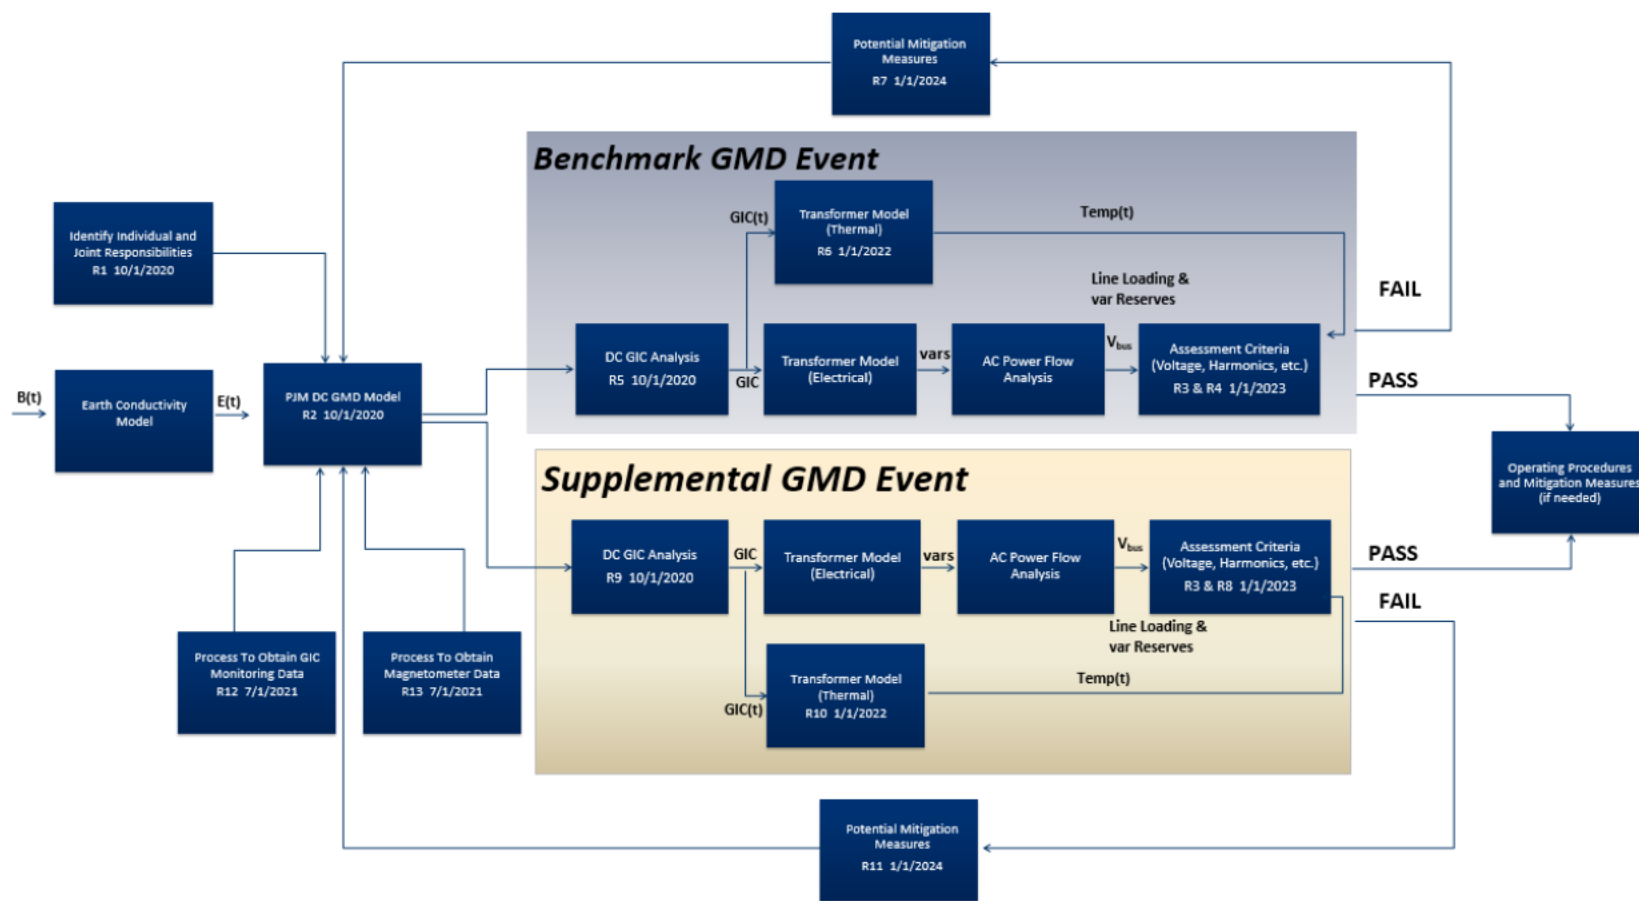 Potential Mitigation
Measures
R7 1/1/2024
Benchmark GMD Event
GIC(t)
Transformer Model
(Thermal)
R6 1/1/2022
Temp(t)
Identify Individual and
Joint Responsibilities
R1 10/1/2020
Line Loading &
var Reserves
FAIL
DC GIC Analysis
R5 10/1/2020
GIC
Transformer Model
(Electrical)
vars
AC Power Flow
Analysis
Vbus
Assessment Criteria
(Voltage, Harmonics, etc.)
R3 & R4 1/1/2023
PASS
B(t)
Earth Conductivity
Model
E(t)
PJM DC GMD Model
R2 10/1/2020
Supplemental GMD Event
Operating Procedures
and Mitigation Measures
(if needed)
DC GIC Analysis
R9 10/1/2020
GIC
Transformer Model
(Electrical)
vars
AC Power Flow
Analysis
Vbus
Assessment Criteria
(Voltage, Harmonics, etc.)
R3 & R8 1/1/2023
PASS
FAIL
Line Loading &
var Reserves
Process To Obtain GIC
Monitoring Data
R12 7/1/2021
Process To Obtain
Magnetometer Data
R13 7/1/2021
GIC(t)
Transformer Model
(Thermal)
R10 1/1/2022
Temp(t)
Potential Mitigation
Measures
R11 1/1/2024